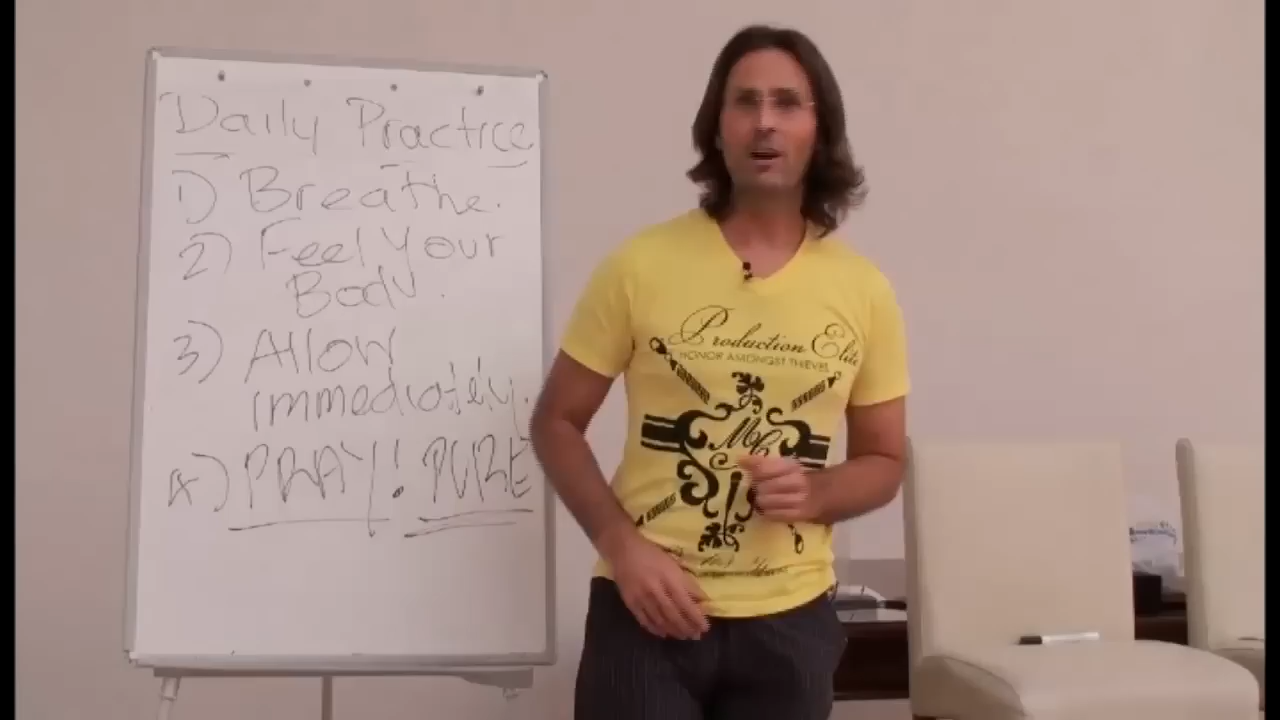 Daily Practice
1) Breathe.
2) Feel Your
Body.
3) Allow
immediately.
4) PRAY! PURE
Production Elite
HONOR AMONGST THIEVES
MC